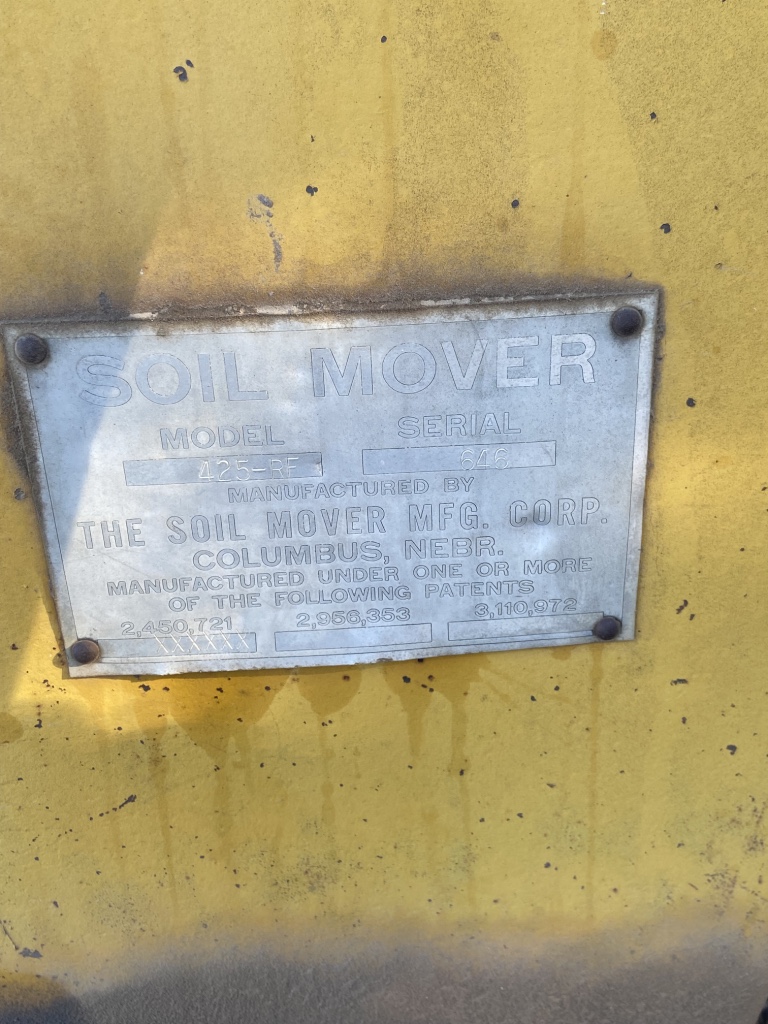 SOIL MOVER
MODEL SERIAL
425-RF 646
MANUFACTURED BY
THE SOIL MOVER MFG. CORP.
COLUMBUS, NEBR.
MANUFACTURED UNDER ONE OR MORE
OF THE FOLLOWING PATENTS
2,450,721 2,956,353 3,110,972
XXXXXX